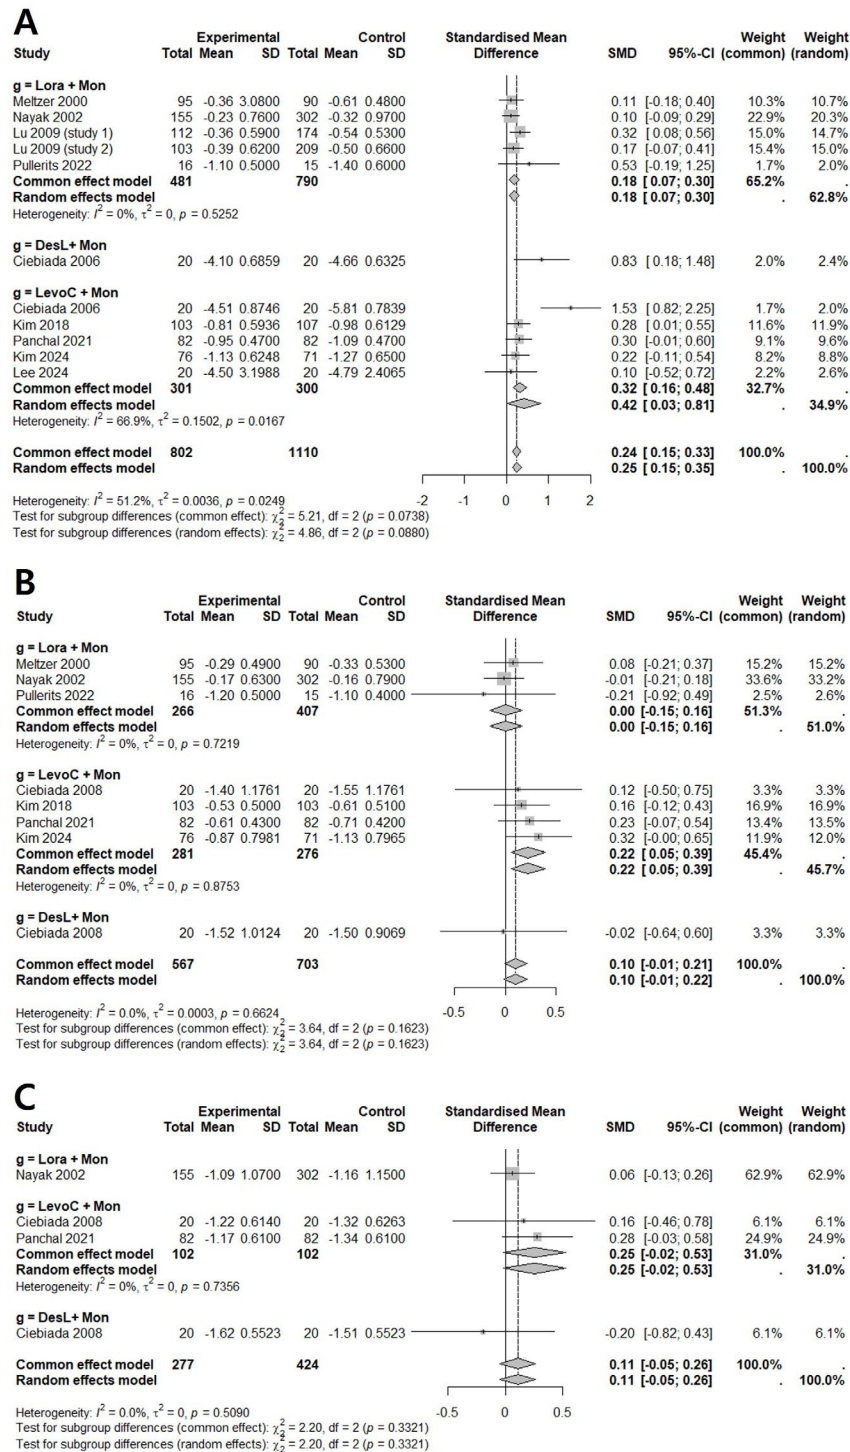 A
Experimental Control Standardised Mean Weight Weight
Study Total Mean SD Total Mean SD Difference SMD 95%-CI (common) (random)
g = Lora + Mon
Meltzer 2000 95 -0.36 3.0800 90 -0.61 0.4800 0.11 [-0.18; 0.40] 10.3% 10.7%
Nayak 2002 155 -0.23 0.7600 302 -0.32 0.9700 0.10 [-0.09; 0.29] 22.9% 20.3%
Lu 2009 (study 1) 112 -0.36 0.5900 174 -0.54 0.5300 0.32 [0.08; 0.56] 15.0% 14.7%
Lu 2009 (study 2) 103 -0.39 0.6200 209 -0.50 0.6600 0.17 [-0.07; 0.41] 15.4% 15.0%
Pullerits 2022 16 -1.10 0.5000 15 -1.40 0.6000 0.53 [-0.19; 1.25] 1.7% 2.0%
Common effect model 481 790 0.18 [ 0.07; 0.30] 65.2% .
Random effects model 0.18 [ 0.07; 0.30] . 62.8%
Heterogeneity: I² = 0%, τ² = 0, p = 0.5252
g = DesL+ Mon
Ciebiada 2006 20 -4.10 0.6859 20 -4.66 0.6325 0.83 [ 0.18; 1.48] 2.0% 2.4%
g = LevoC + Mon
Ciebiada 2006 20 -4.51 0.8746 20 -5.81 0.7839 1.53 [0.82; 2.25] 1.7% 2.0%
Kim 2018 103 -0.81 0.5936 107 -0.98 0.6129 0.28 [0.01; 0.55] 11.6% 11.9%
Panchal 2021 82 -0.95 0.4700 82 -1.09 0.4700 0.30 [-0.01; 0.60] 9.1% 9.6%
Kim 2024 76 -1.13 0.6248 71 -1.27 0.6500 0.22 [-0.11; 0.54] 8.2% 8.8%
Lee 2024 20 -4.50 3.1988 20 -4.79 2.4065 0.10 [-0.52; 0.72] 2.2% 2.6%
Common effect model 301 300 0.32 [ 0.16; 0.48] 32.7% .
Random effects model 0.42 [ 0.03; 0.81] . 34.9%
Heterogeneity: I² = 66.9%, τ² = 0.1502, p = 0.0167
Common effect model 802 1110 0.24 [ 0.15; 0.33] 100.0% .
Random effects model 0.25 [ 0.15; 0.35] . 100.0%
Heterogeneity: I² = 51.2%, τ² = 0.0036, p = 0.0249
-2 -1 0 1 2
Test for subgroup differences (common effect): χ²₂ = 5.21, df = 2 (p = 0.0738)
Test for subgroup differences (random effects): χ²₂ = 4.86, df = 2 (p = 0.0880)
B
Experimental Control Standardised Mean Weight Weight
Study Total Mean SD Total Mean SD Difference SMD 95%-CI (common) (random)
g = Lora + Mon
Meltzer 2000 95 -0.29 0.4900 90 -0.33 0.5300 0.08 [-0.21; 0.37] 15.2% 15.2%
Nayak 2002 155 -0.17 0.6300 302 -0.16 0.7900 -0.01 [-0.21; 0.18] 33.6% 33.2%
Pullerits 2022 16 -1.20 0.5000 15 -1.10 0.4000 -0.21 [-0.92; 0.49] 2.5% 2.6%
Common effect model 266 407 0.00 [-0.15; 0.16] 51.3% .
Random effects model 0.00 [-0.15; 0.16] . 51.0%
Heterogeneity: I² = 0%, τ² = 0, p = 0.7219
g = LevoC + Mon
Ciebiada 2008 20 -1.40 1.1761 20 -1.55 1.1761 0.12 [-0.50; 0.75] 3.3% 3.3%
Kim 2018 103 -0.53 0.5000 103 -0.61 0.5100 0.16 [-0.12; 0.43] 16.9% 16.9%
Panchal 2021 82 -0.61 0.4300 82 -0.71 0.4200 0.23 [-0.07; 0.54] 13.4% 13.5%
Kim 2024 76 -0.87 0.7981 71 -1.13 0.7965 0.32 [-0.00; 0.65] 11.9% 12.0%
Common effect model 281 276 0.22 [ 0.05; 0.39] 45.4% .
Random effects model 0.22 [ 0.05; 0.39] . 45.7%
Heterogeneity: I² = 0%, τ² = 0, p = 0.8753
g = DesL+ Mon
Ciebiada 2008 20 -1.52 1.0124 20 -1.50 0.9069 -0.02 [-0.64; 0.60] 3.3% 3.3%
Common effect model 567 703 0.10 [-0.01; 0.21] 100.0% .
Random effects model 0.10 [-0.01; 0.22] . 100.0%
Heterogeneity: I² = 0.0%, τ² = 0.0003, p = 0.6624
-0.5 0 0.5
Test for subgroup differences (common effect): χ²₂ = 3.64, df = 2 (p = 0.1623)
Test for subgroup differences (random effects): χ²₂ = 3.64, df = 2 (p = 0.1623)
C
Experimental Control Standardised Mean Weight Weight
Study Total Mean SD Total Mean SD Difference SMD 95%-CI (common) (random)
g = Lora + Mon
Nayak 2002 155 -1.09 1.0700 302 -1.16 1.1500 0.06 [-0.13; 0.26] 62.9% 62.9%
g = LevoC + Mon
Ciebiada 2008 20 -1.22 0.6140 20 -1.32 0.6263 0.16 [-0.46; 0.78] 6.1% 6.1%
Panchal 2021 82 -1.17 0.6100 82 -1.34 0.6100 0.28 [-0.03; 0.58] 24.9% 24.9%
Common effect model 102 102 0.25 [-0.02; 0.53] 31.0% .
Random effects model 0.25 [-0.02; 0.53] . 31.0%
Heterogeneity: I² = 0%, τ² = 0, p = 0.7356
g = DesL+ Mon
Ciebiada 2008 20 -1.62 0.5523 20 -1.51 0.5523 -0.20 [-0.82; 0.43] 6.1% 6.1%
Common effect model 277 424 0.11 [-0.05; 0.26] 100.0% .
Random effects model 0.11 [-0.05; 0.26] . 100.0%
Heterogeneity: I² = 0.0%, τ² = 0, p = 0.5090
-0.5 0 0.5
Test for subgroup differences (common effect): χ²₂ = 2.20, df = 2 (p = 0.3321)
Test for subgroup differences (random effects): χ²₂ = 2.20, df = 2 (p = 0.3321)